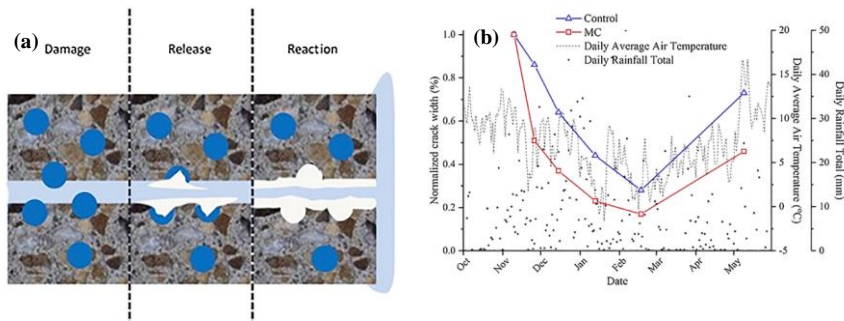 (a)
Damage
Release
Reaction
(b)
Control
MC
Daily Average Air Temperature
Daily Rainfall Total
Normalized crack width (%)
1.0
0.8
0.6
0.4
0.2
0.0
Oct
Nov
Dec
Jan
Feb
Mar
Apr
May
Date
20
15
10
5
0
-5
Daily Average Air Temperature (°C)
50
40
30
20
10
0
Daily Rainfall Total (mm)